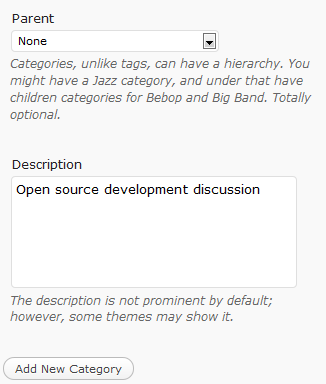 Parent
None
Categories, unlike tags, can have a hierarchy. You
might have a Jazz category, and under that have
children categories for Bebop and Big Band. Totally
optional.
Description
Open source development discussion
The description is not prominent by default;
however, some themes may show it.
Add New Category